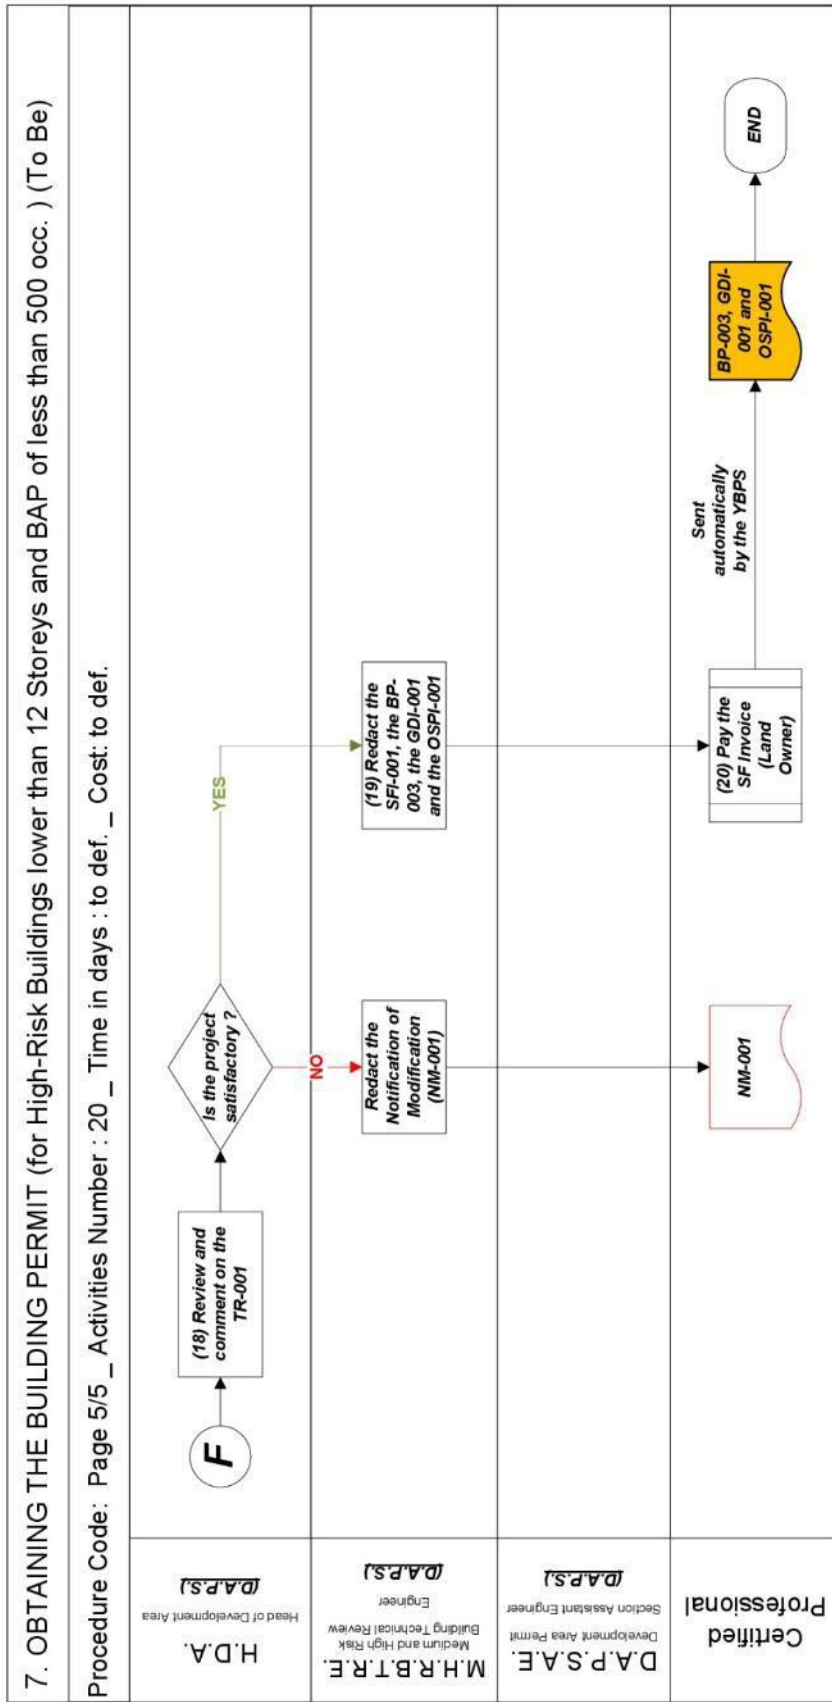 7. OBTAINING THE BUILDING PERMIT (for High-Risk Buildings lower than 12 Storeys and BAP of less than 500 occ. ) (To Be)
Procedure Code: Page 5/5 _ Activities Number : 20 _ Time in days : to def. _ Cost: to def.
H.D.A.
Head of Development Area
(D.A.P.S.)
F
(18) Review and
comment on the
TR-001
Is the project
satisfactory ?
YES
NO
M.H.R.B.T.R.E.
Medium and High Risk
Building Technical Review
Engineer
(D.A.P.S.)
Redact the
Notification of
Modification
(NM-001)
(19) Redact the
SFI-001, the BP-
003, the GDI-001
and the OSPI-001
D.A.P.S.A.E.
Development Area Permit
Section Assistant Engineer
(D.A.P.S.)
Certified
Professional
NM-001
(20) Pay the
SF Invoice
(Land
Owner)
Sent
automatically
by the YBPS
BP-003, GDI-
001 and
OSPI-001
END